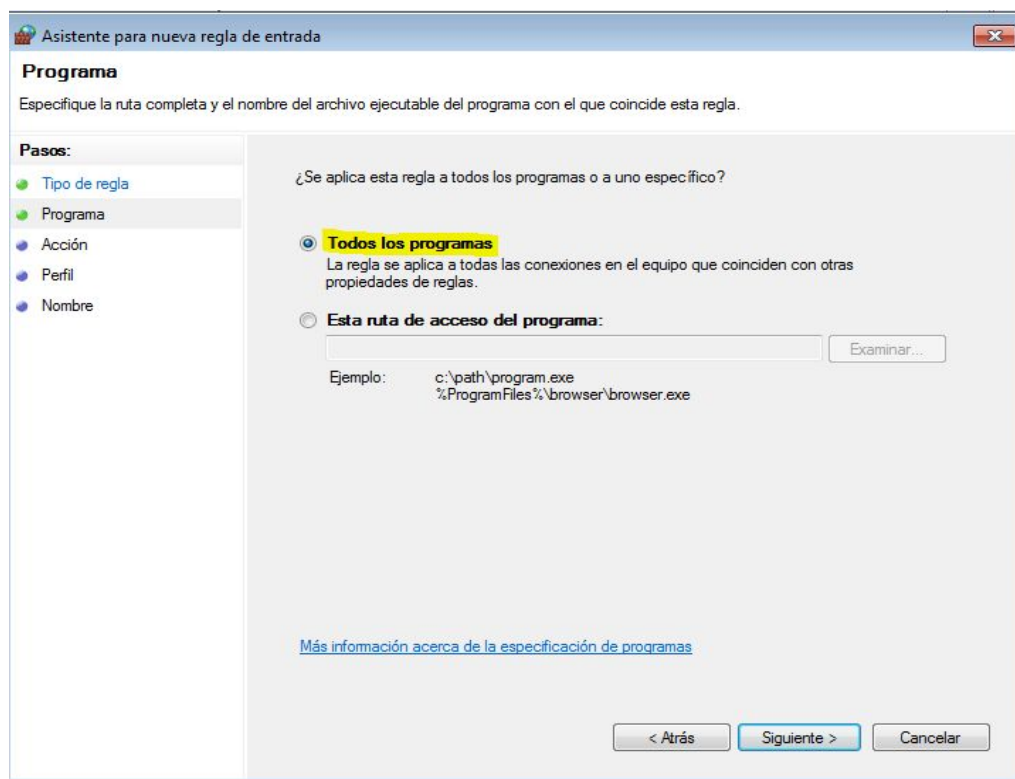 Asistente para nueva regla de entrada
Programa
Especifique la ruta completa y el nombre del archivo ejecutable del programa con el que coincide esta regla.
Pasos:
Tipo de regla
Programa
Acción
Perfil
Nombre
¿Se aplica esta regla a todos los programas o a uno específico?
Todos los programas
La regla se aplica a todas las conexiones en el equipo que coinciden con otras
propiedades de reglas.
Esta ruta de acceso del programa:
Examinar...
Ejemplo: c:\path\program.exe
%ProgramFiles%\browser\browser.exe
Más información acerca de la especificación de programas
< Atrás Siguiente > Cancelar